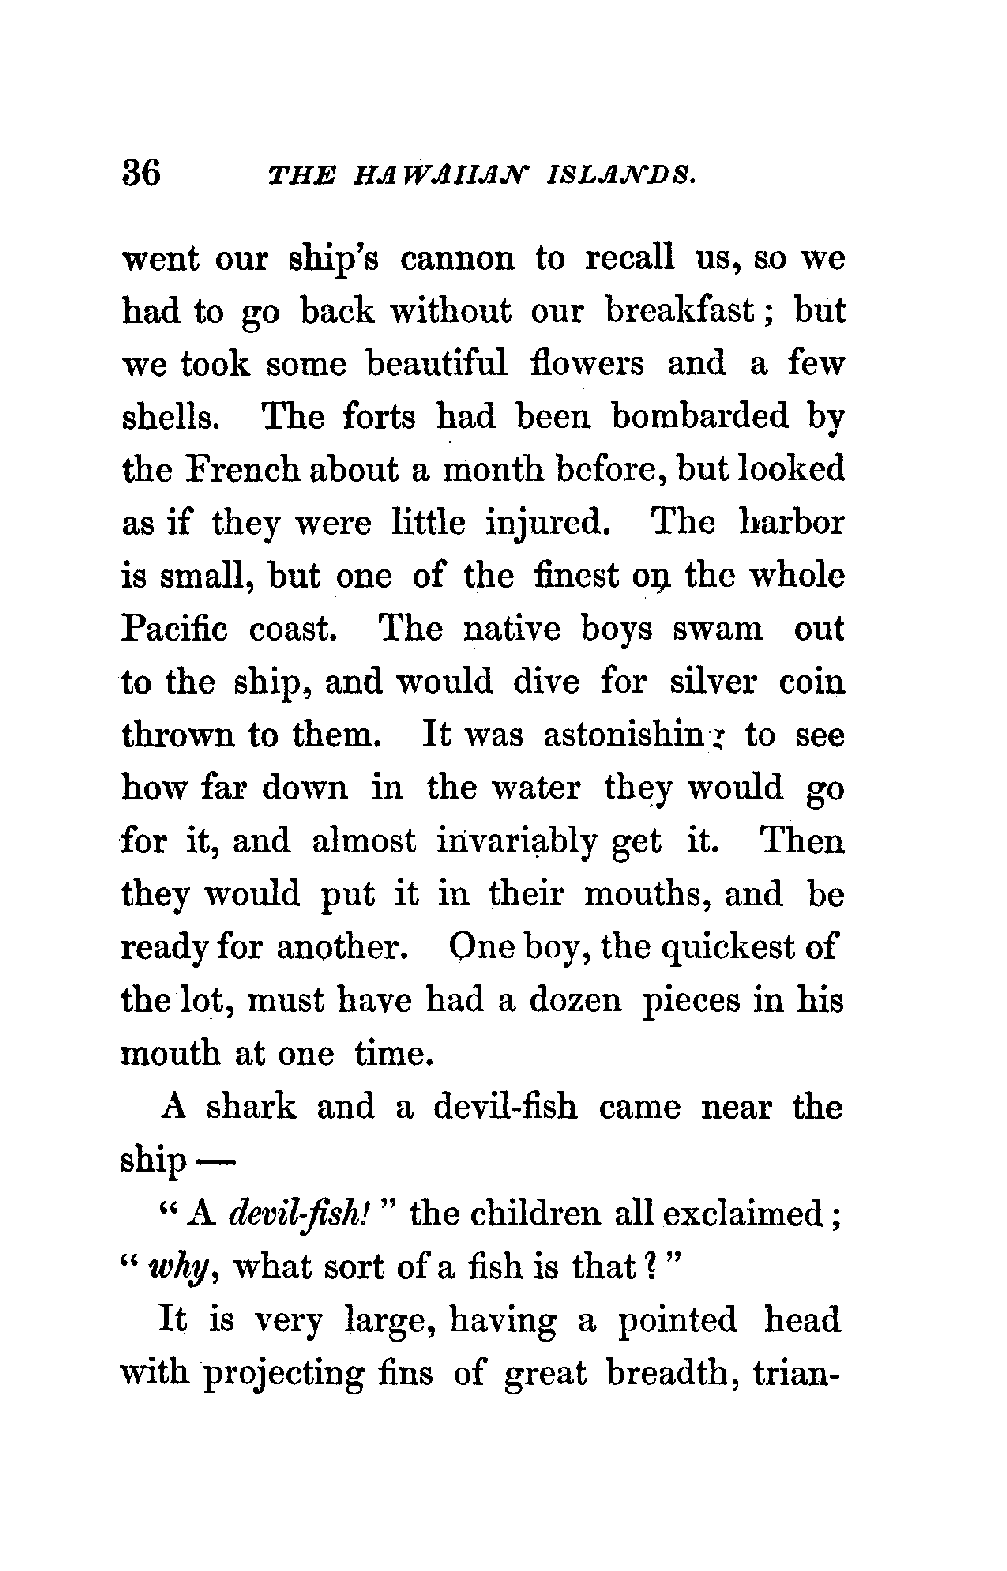 36 THE HAWAIIAN ISLANDS.
went our ship's cannon to recall us, so we
had to go back without our breakfast; but
we took some beautiful flowers and a few
shells. The forts had been bombarded by
the French about a month before, but looked
as if they were little injured. The harbor
is small, but one of the finest on the whole
Pacific coast. The native boys swam out
to the ship, and would dive for silver coin
thrown to them. It was astonishing to see
how far down in the water they would go
for it, and almost invariably get it. Then
they would put it in their mouths, and be
ready for another. One boy, the quickest of
the lot, must have had a dozen pieces in his
mouth at one time.
A shark and a devil-fish came near the
ship —
" A devil-fish! " the children all exclaimed;
" why, what sort of a fish is that? "
It is very large, having a pointed head
with projecting fins of great breadth, trian-